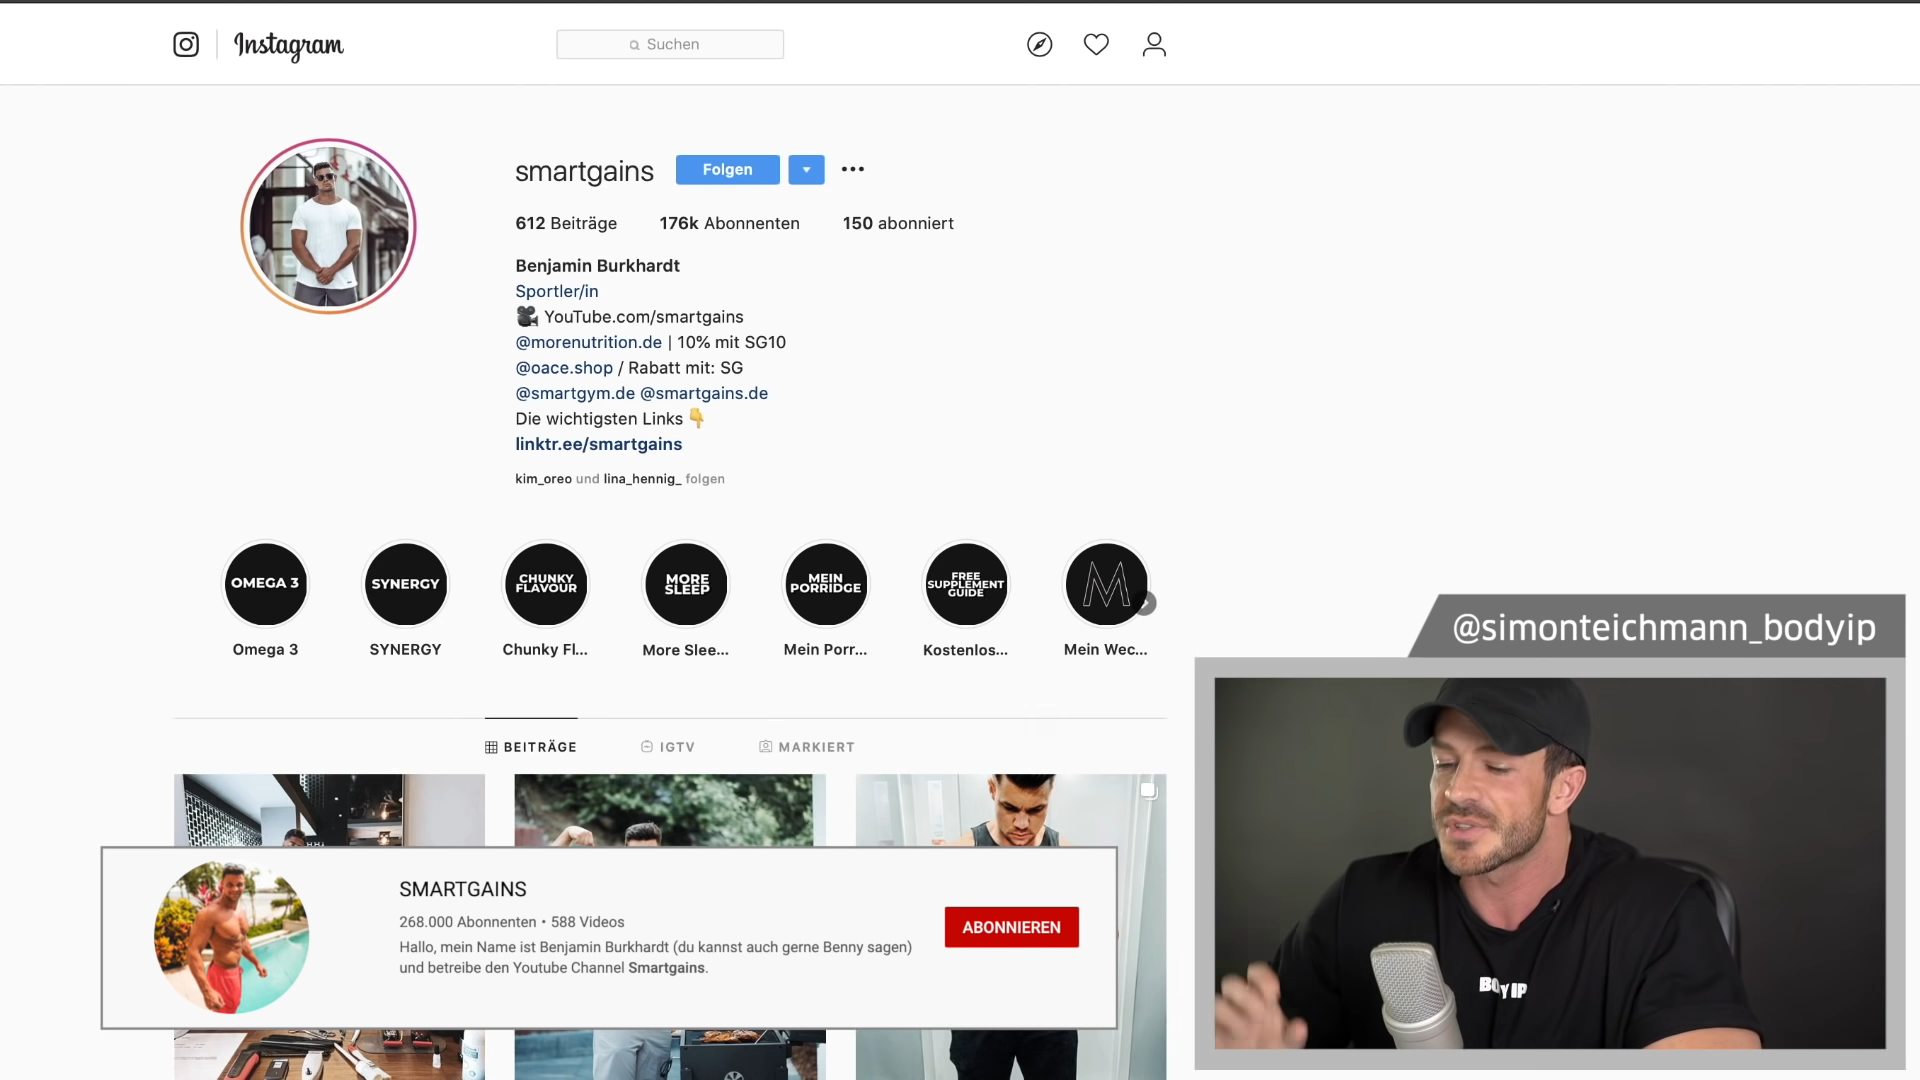 Instagram
Suchen
smartgains
Folgen
612 Beiträge
176k Abonnenten
150 abonniert
Benjamin Burkhardt
Sportler/in
🎥 YouTube.com/smartgains
@morenutrition.de | 10% mit SG10
@oace.shop / Rabatt mit: SG
@smartgym.de @smartgains.de
Die wichtigsten Links 👇
linktr.ee/smartgains
kim_oreo und lina_hennig_ folgen
OMEGA 3
SYNERGY
CHUNKY
FLAVOUR
MORE
SLEEP
MEIN
PORRIDGE
FREE
SUPPLEMENT
GUIDE
M
Omega 3
SYNERGY
Chunky Fl...
More Slee...
Mein Porr...
Kostenlos...
Mein Wec...
BEITRÄGE
IGTV
MARKIERT
SMARTGAINS
268.000 Abonnenten • 588 Videos
Hallo, mein Name ist Benjamin Burkhardt (du kannst auch gerne Benny sagen)
und betreibe den Youtube Channel Smartgains.
ABONNIEREN
@simonteichmann_bodyip